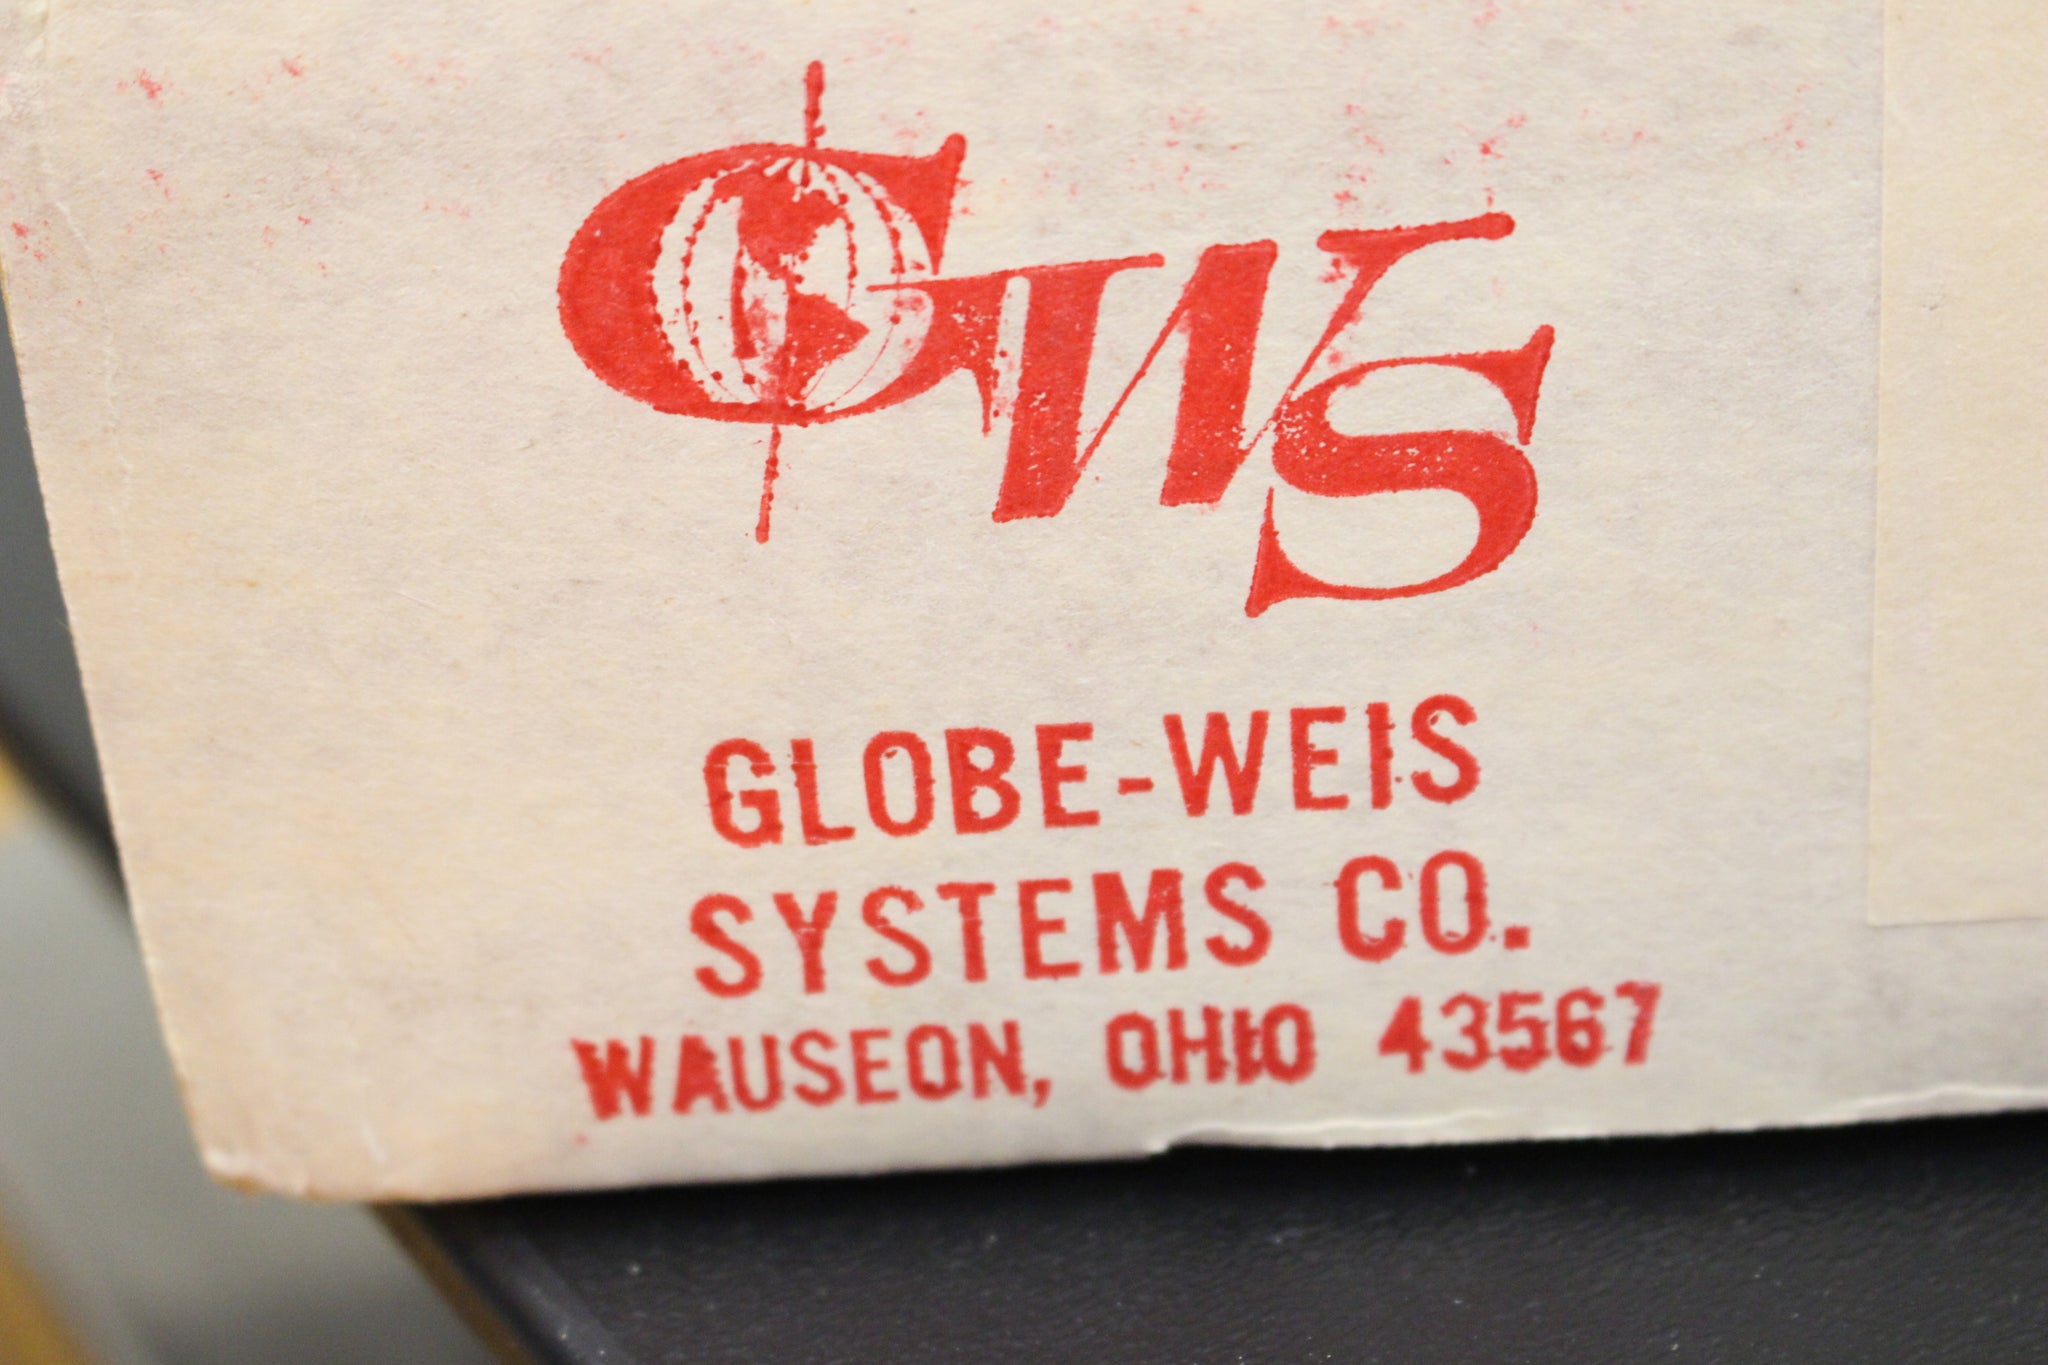 GWS
GLOBE-WEIS
SYSTEMS CO.
WAUSEON, OHIO 43567